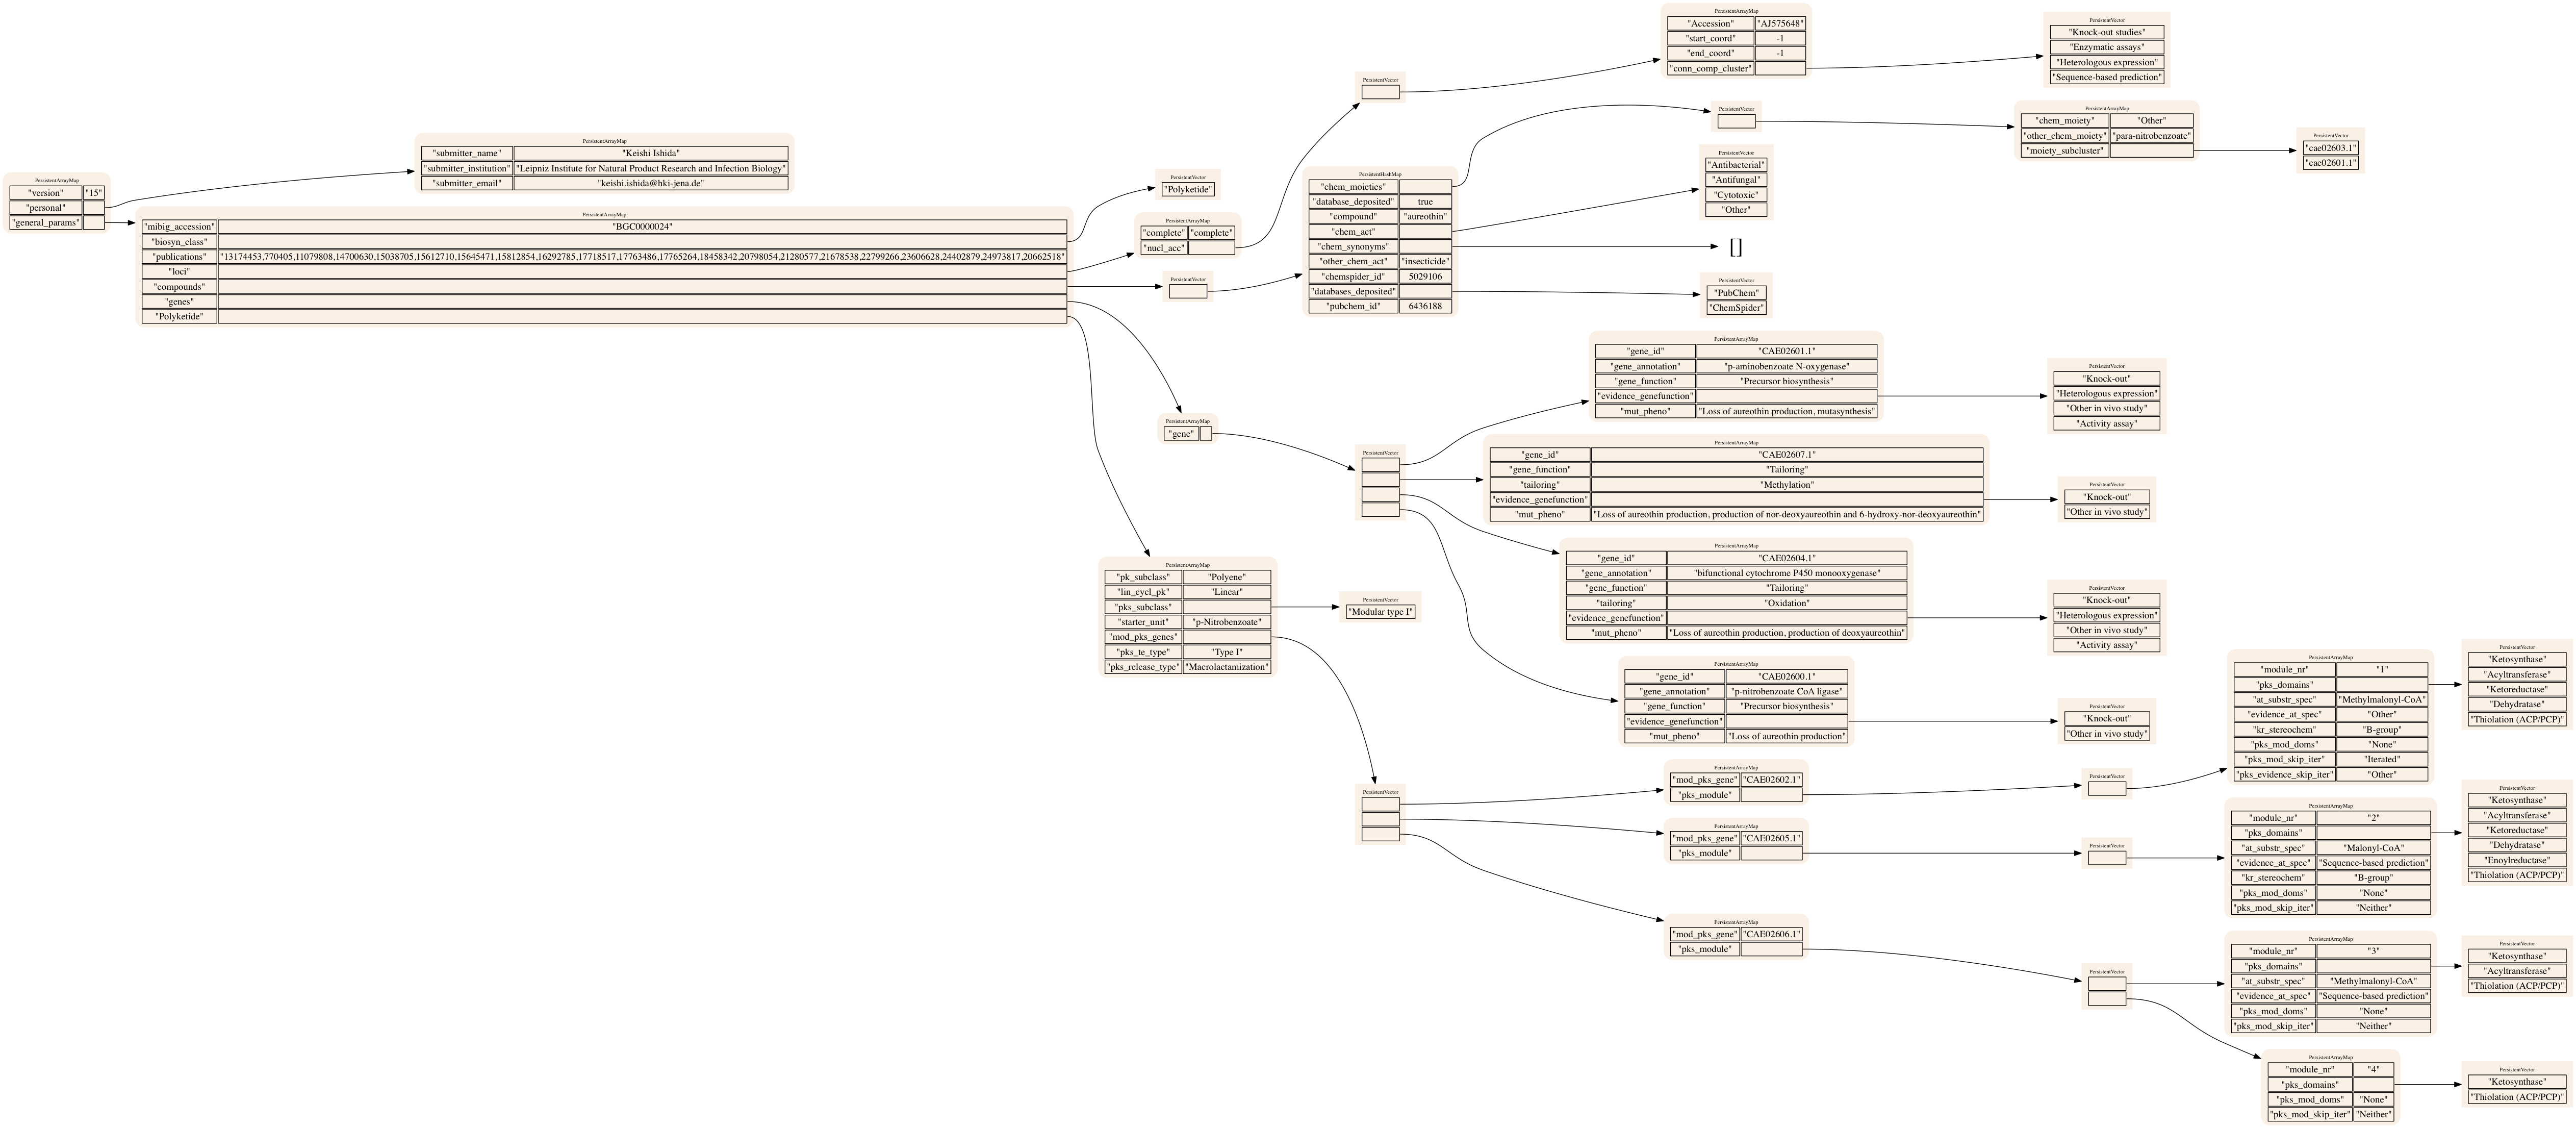 PersistentArrayMap
"version" "15"
"personal"
"general_params"
PersistentArrayMap
"submitter_name" "Keishi Ishida"
"submitter_institution" "Leipniz Institute for Natural Product Research and Infection Biology"
"submitter_email" "keishi.ishida@hki-jena.de"
PersistentArrayMap
"mibig_accession" "BGC0000024"
"biosyn_class"
"publications" "13174453,770405,11079808,14700630,15038705,15612710,15645471,15812854,16292785,17718517,17763486,17765264,18458342,20798054,21280577,21678538,22799266,23606628,24402879,24973817,20662518"
"loci"
"compounds"
"genes"
"Polyketide"
PersistentVector
"Polyketide"
PersistentArrayMap
"complete" "complete"
"nucl_acc"
PersistentVector
PersistentVector
PersistentArrayMap
"Accession" "AJ575648"
"start_coord" -1
"end_coord" -1
"conn_comp_cluster"
PersistentVector
"Knock-out studies"
"Enzymatic assays"
"Heterologous expression"
"Sequence-based prediction"
PersistentHashMap
"chem_moieties"
"database_deposited" true
"compound" "aureothin"
"chem_act"
"chem_synonyms"
"other_chem_act" "insecticide"
"chemspider_id" 5029106
"databases_deposited"
"pubchem_id" 6436188
PersistentVector
PersistentArrayMap
"chem_moiety" "Other"
"other_chem_moiety" "para-nitrobenzoate"
"moiety_subcluster"
PersistentVector
"cae02603.1"
"cae02601.1"
PersistentVector
"Antibacterial"
"Antifungal"
"Cytotoxic"
"Other"
[]
PersistentVector
"PubChem"
"ChemSpider"
PersistentArrayMap
"gene"
PersistentVector
PersistentArrayMap
"gene_id" "CAE02601.1"
"gene_annotation" "p-aminobenzoate N-oxygenase"
"gene_function" "Precursor biosynthesis"
"evidence_genefunction"
"mut_pheno" "Loss of aureothin production, mutasynthesis"
PersistentVector
"Knock-out"
"Heterologous expression"
"Other in vivo study"
"Activity assay"
PersistentArrayMap
"gene_id" "CAE02607.1"
"gene_function" "Tailoring"
"tailoring" "Methylation"
"evidence_genefunction"
"mut_pheno" "Loss of aureothin production, production of nor-deoxyaureothin and 6-hydroxy-nor-deoxyaureothin"
PersistentVector
"Knock-out"
"Other in vivo study"
PersistentArrayMap
"gene_id" "CAE02604.1"
"gene_annotation" "bifunctional cytochrome P450 monooxygenase"
"gene_function" "Tailoring"
"tailoring" "Oxidation"
"evidence_genefunction"
"mut_pheno" "Loss of aureothin production, production of deoxyaureothin"
PersistentVector
"Knock-out"
"Heterologous expression"
"Other in vivo study"
"Activity assay"
PersistentArrayMap
"gene_id" "CAE02600.1"
"gene_annotation" "p-nitrobenzoate CoA ligase"
"gene_function" "Precursor biosynthesis"
"evidence_genefunction"
"mut_pheno" "Loss of aureothin production"
PersistentVector
"Knock-out"
"Other in vivo study"
PersistentArrayMap
"pk_subclass" "Polyene"
"lin_cycl_pk" "Linear"
"pks_subclass"
"starter_unit" "p-Nitrobenzoate"
"mod_pks_genes"
"pks_te_type" "Type I"
"pks_release_type" "Macrolactamization"
PersistentVector
"Modular type I"
PersistentVector
PersistentArrayMap
"mod_pks_gene" "CAE02602.1"
"pks_module"
PersistentVector
PersistentArrayMap
"module_nr" "1"
"pks_domains"
"at_substr_spec" "Methylmalonyl-CoA"
"evidence_at_spec" "Other"
"kr_stereochem" "B-group"
"pks_mod_doms" "None"
"pks_mod_skip_iter" "Iterated"
"pks_evidence_skip_iter" "Other"
PersistentVector
"Ketosynthase"
"Acyltransferase"
"Ketoreductase"
"Dehydratase"
"Thiolation (ACP/PCP)"
PersistentArrayMap
"mod_pks_gene" "CAE02605.1"
"pks_module"
PersistentVector
PersistentArrayMap
"module_nr" "2"
"pks_domains"
"at_substr_spec" "Malonyl-CoA"
"evidence_at_spec" "Sequence-based prediction"
"kr_stereochem" "B-group"
"pks_mod_doms" "None"
"pks_mod_skip_iter" "Neither"
PersistentVector
"Ketosynthase"
"Acyltransferase"
"Ketoreductase"
"Dehydratase"
"Enoylreductase"
"Thiolation (ACP/PCP)"
PersistentArrayMap
"mod_pks_gene" "CAE02606.1"
"pks_module"
PersistentVector
PersistentArrayMap
"module_nr" "3"
"pks_domains"
"at_substr_spec" "Methylmalonyl-CoA"
"evidence_at_spec" "Sequence-based prediction"
"pks_mod_doms" "None"
"pks_mod_skip_iter" "Neither"
PersistentVector
"Ketosynthase"
"Acyltransferase"
"Thiolation (ACP/PCP)"
PersistentArrayMap
"module_nr" "4"
"pks_domains"
"pks_mod_doms" "None"
"pks_mod_skip_iter" "Neither"
PersistentVector
"Ketosynthase"
"Thiolation (ACP/PCP)"